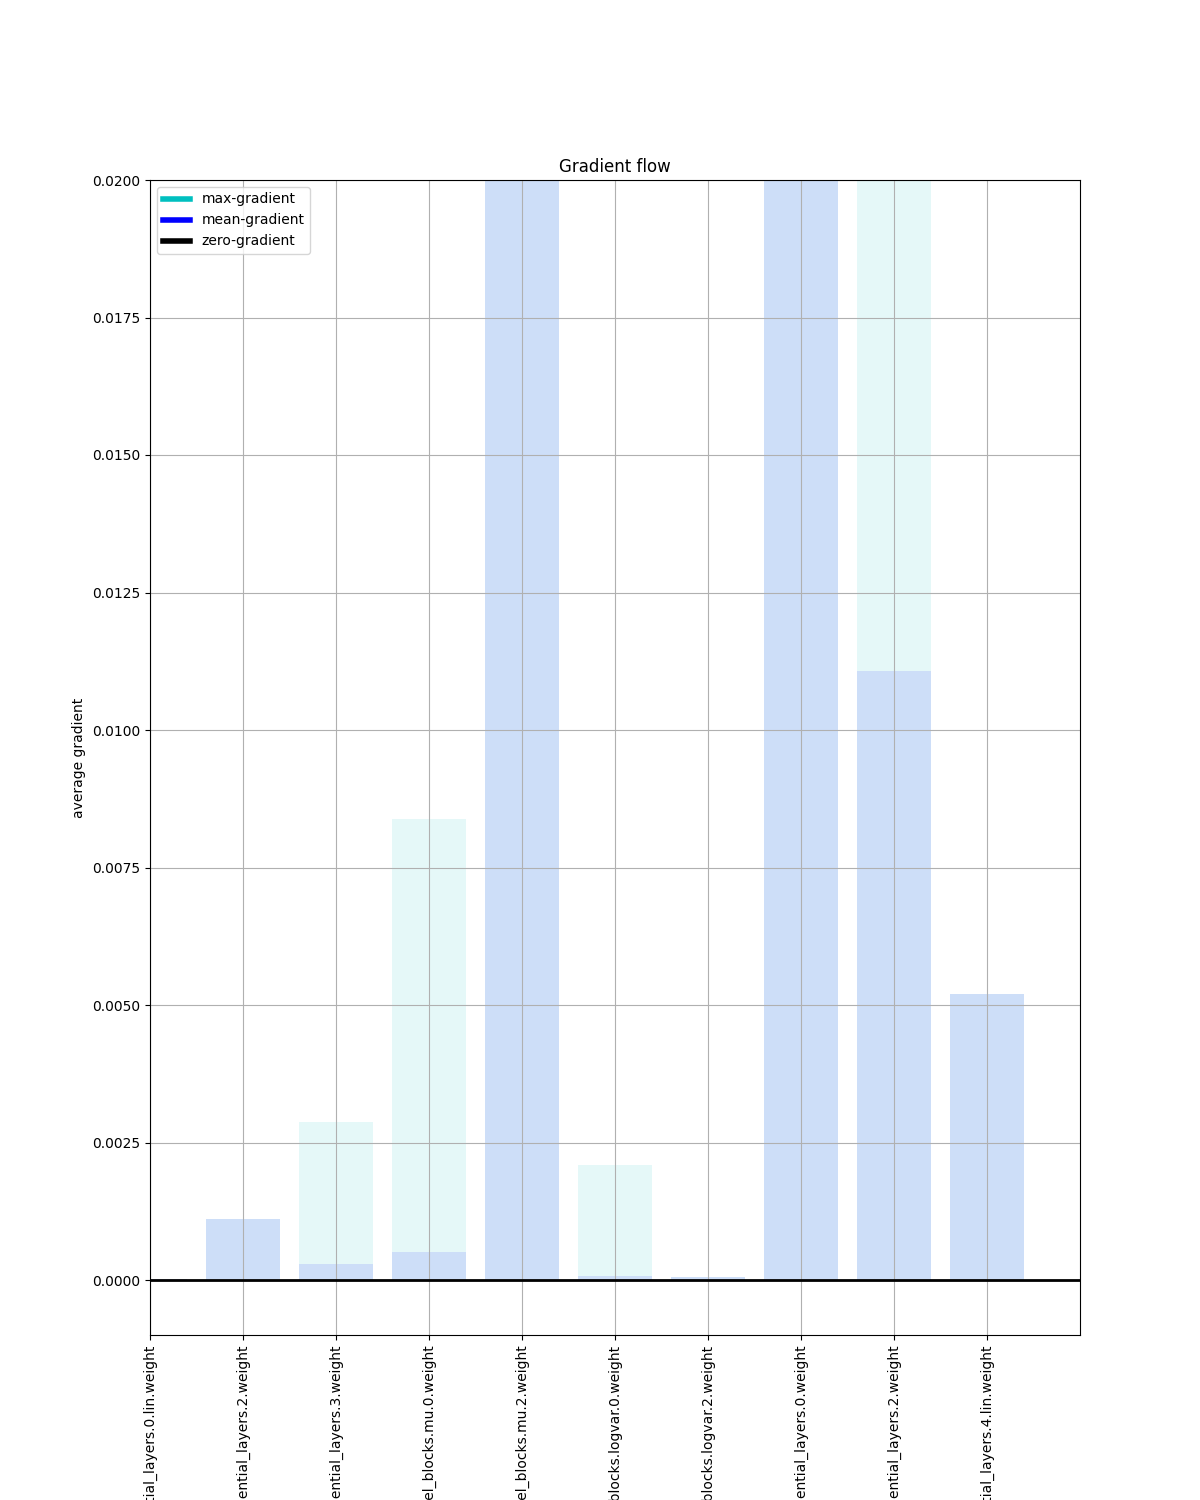 Gradient flow
max-gradient
mean-gradient
zero-gradient
0.0200
0.0175
0.0150
0.0125
0.0100
0.0075
0.0050
0.0025
0.0000
average gradient
tial_layers.0.lin.weight
ential_layers.2.weight
ential_layers.3.weight
el_blocks.mu.0.weight
el_blocks.mu.2.weight
blocks.logvar.0.weight
blocks.logvar.2.weight
ential_layers.0.weight
ential_layers.2.weight
tial_layers.4.lin.weight